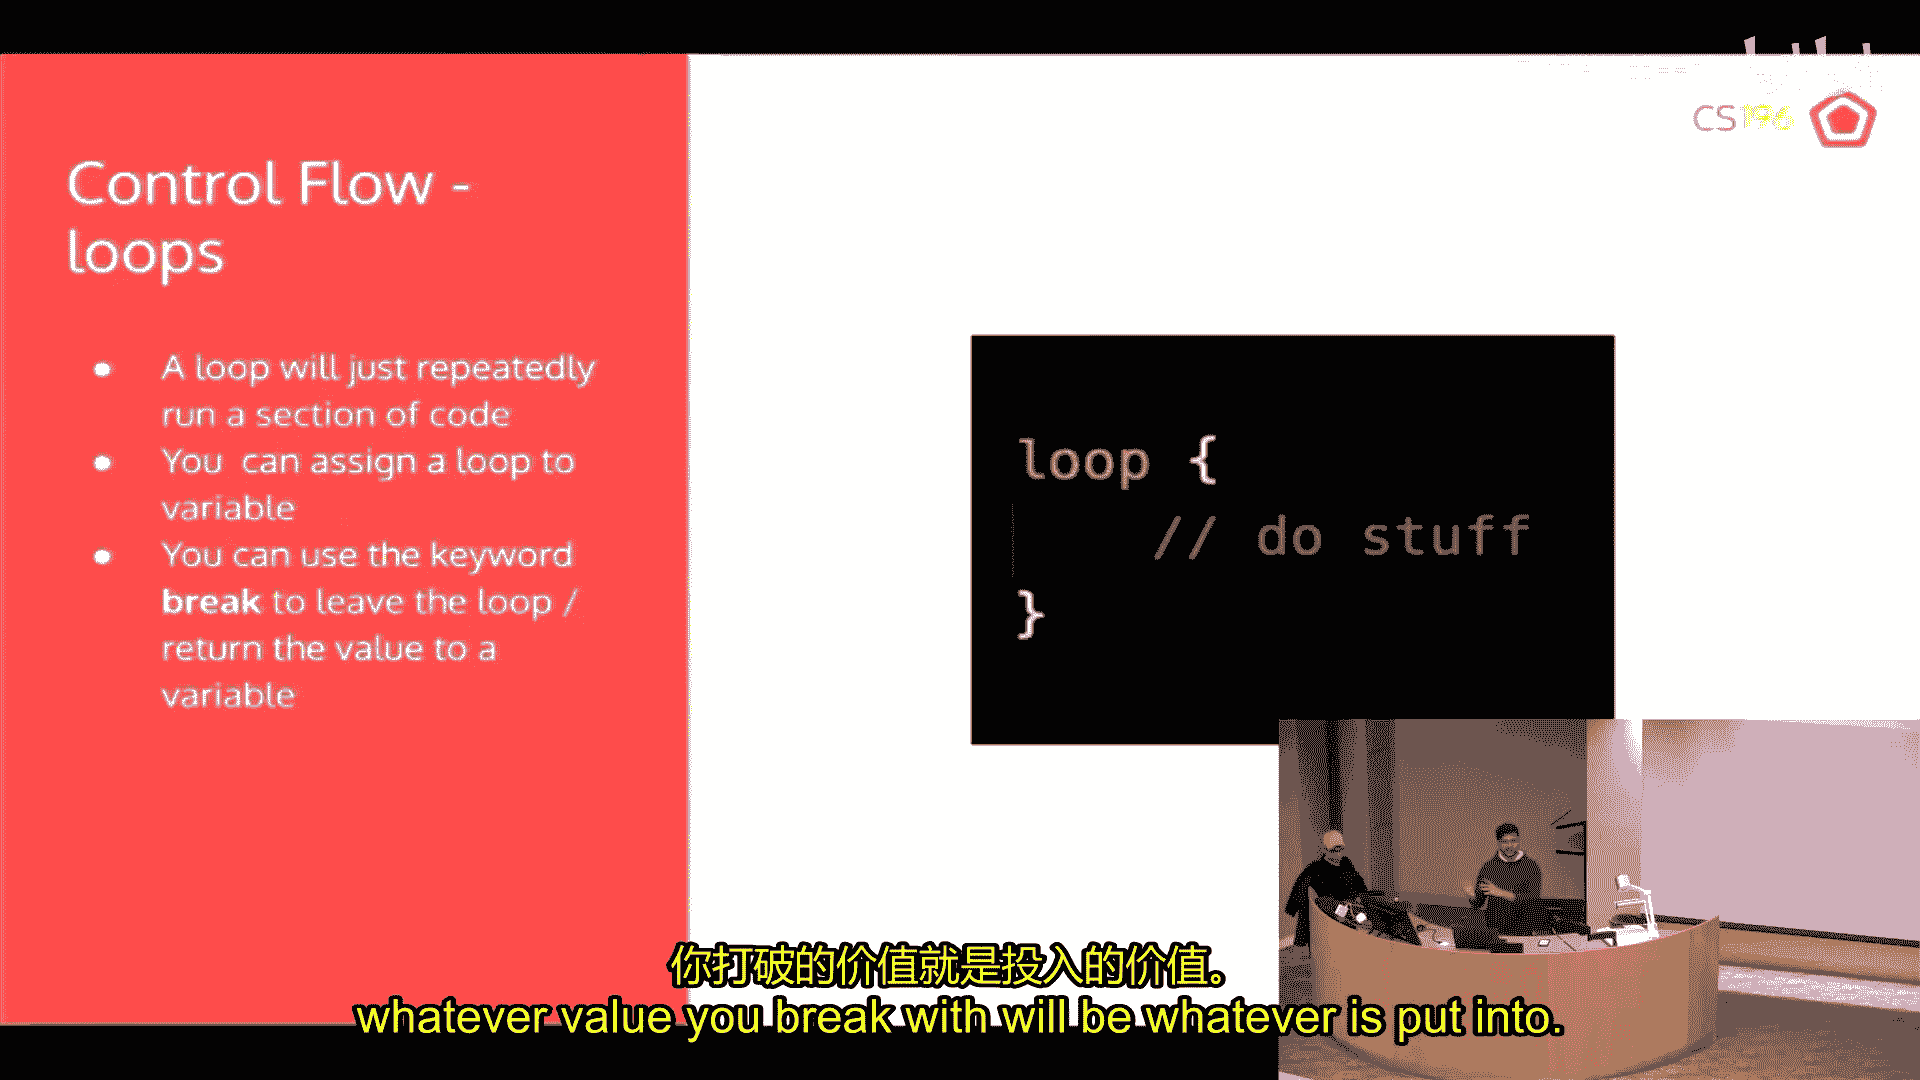 CS196
Control Flow -
loops
● A loop will just repeatedly
run a section of code
● You can assign a loop to
variable
● You can use the keyword
break to leave the loop /
return the value to a
variable
loop {
// do stuff
}
你打破的价值就是投入的价值。
whatever value you break with will be whatever is put into.